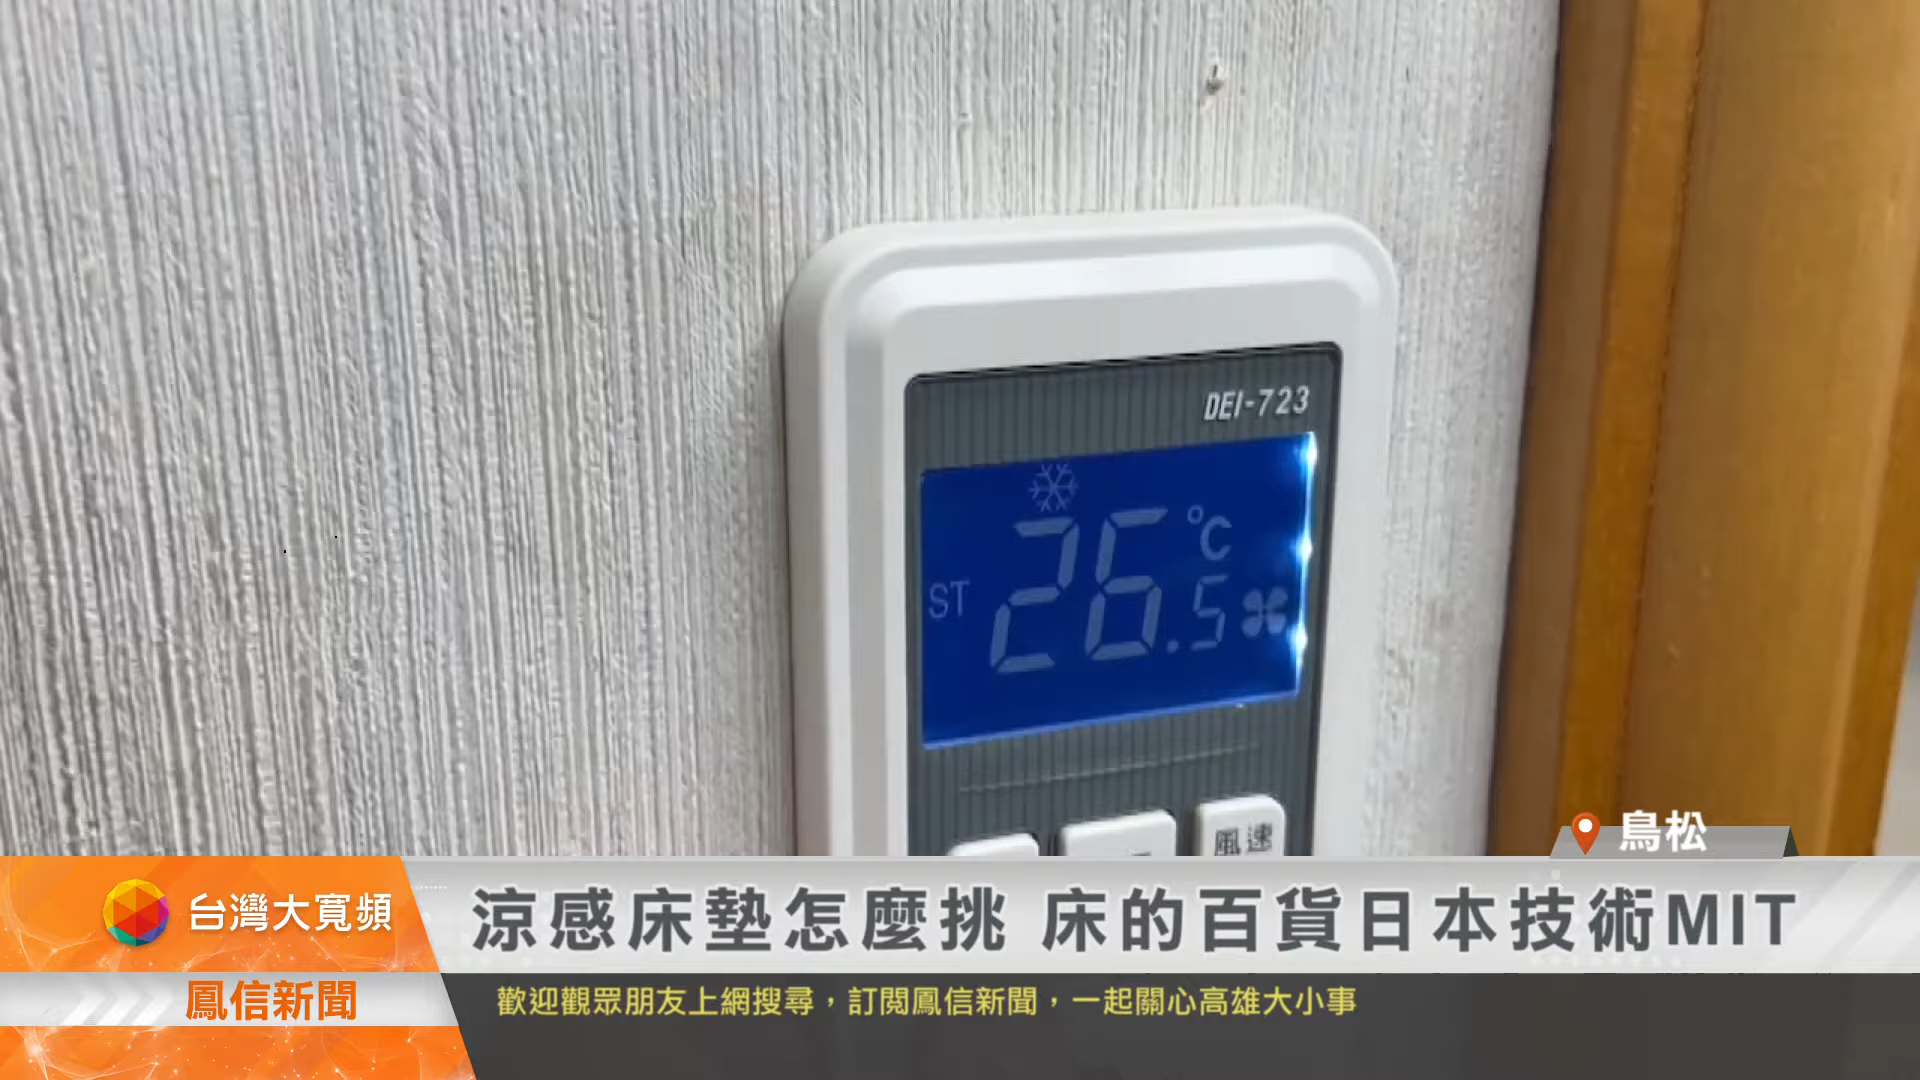 DEI-723
ST 26.5 °C
風速
鳥松
台灣大寬頻
涼感床墊怎麼挑 床的百貨日本技術MIT
鳳信新聞
歡迎觀眾朋友上網搜尋，訂閱鳳信新聞，一起關心高雄大小事